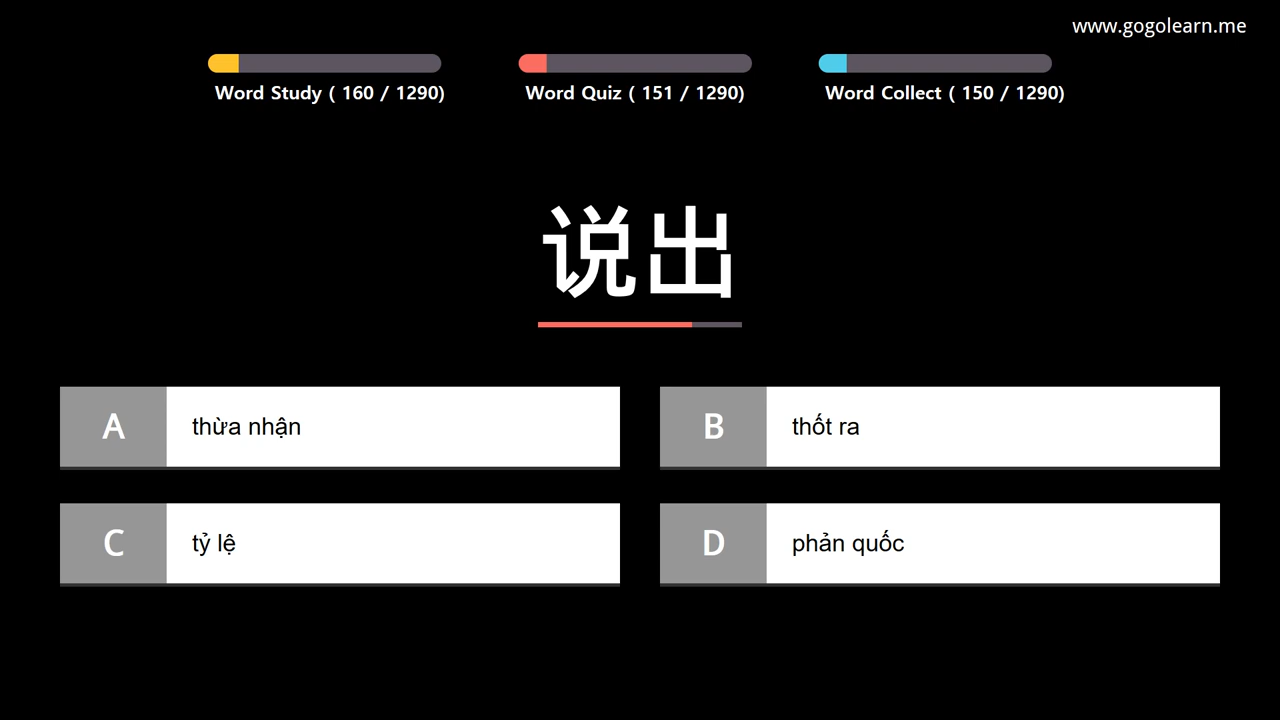 www.gogolearn.me
Word Study ( 160 / 1290)
Word Quiz ( 151 / 1290)
Word Collect ( 150 / 1290)
说出
A
thừa nhận
B
thốt ra
C
tỷ lệ
D
phản quốc